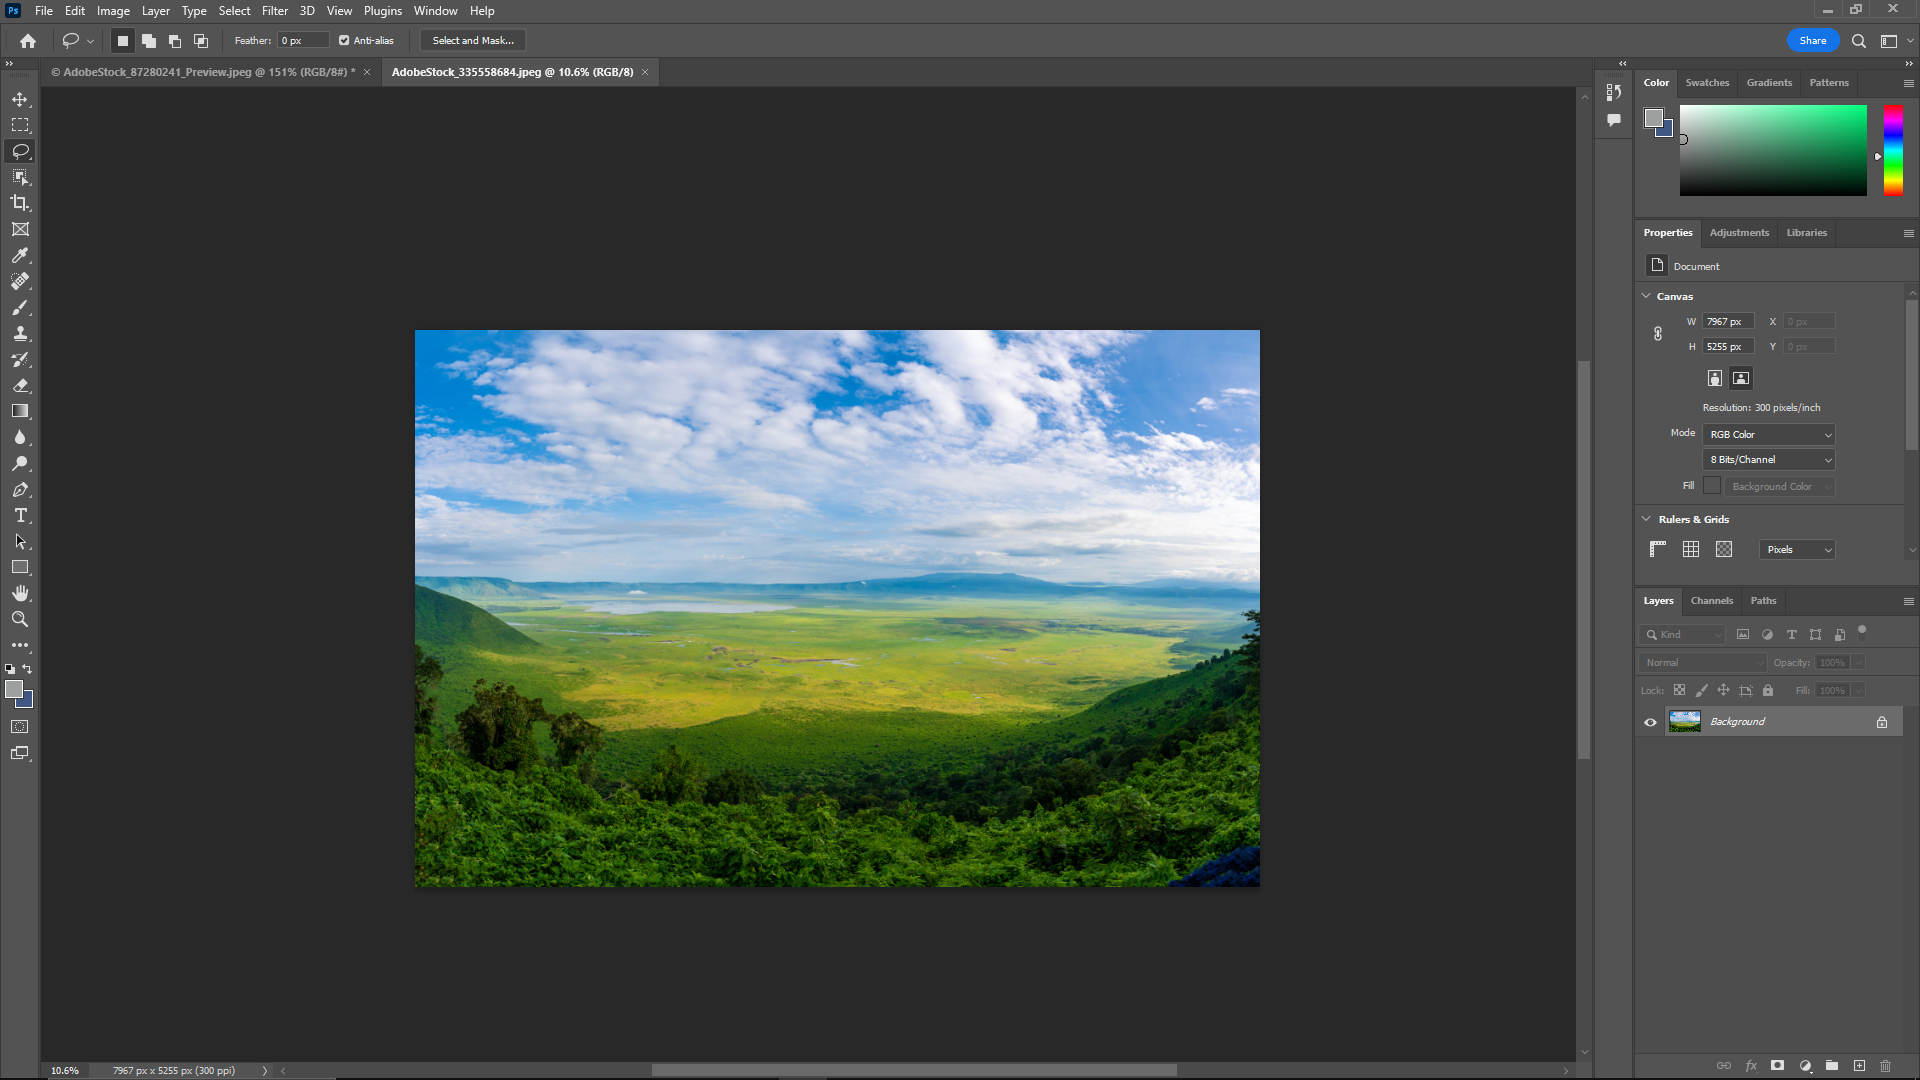 Ps File Edit Image Layer Type Select Filter 3D View Plugins Window Help
Feather: 0 px Anti-alias Select and Mask... Share
© AdobeStock_87280241_Preview.jpeg @ 151% (RGB/8#) * × AdobeStock_335558684.jpeg @ 10.6% (RGB/8) ×
Color Swatches Gradients Patterns
Properties Adjustments Libraries
Document
Canvas
W 7967 px X 0 px
H 5255 px Y 0 px
Resolution: 300 pixels/inch
Mode RGB Color
8 Bits/Channel
Fill Background Color
Rulers & Grids
Pixels
Layers Channels Paths
Kind
Normal Opacity: 100%
Lock: Fill: 100%
Background
10.6% 7967 px x 5255 px (300 ppi)